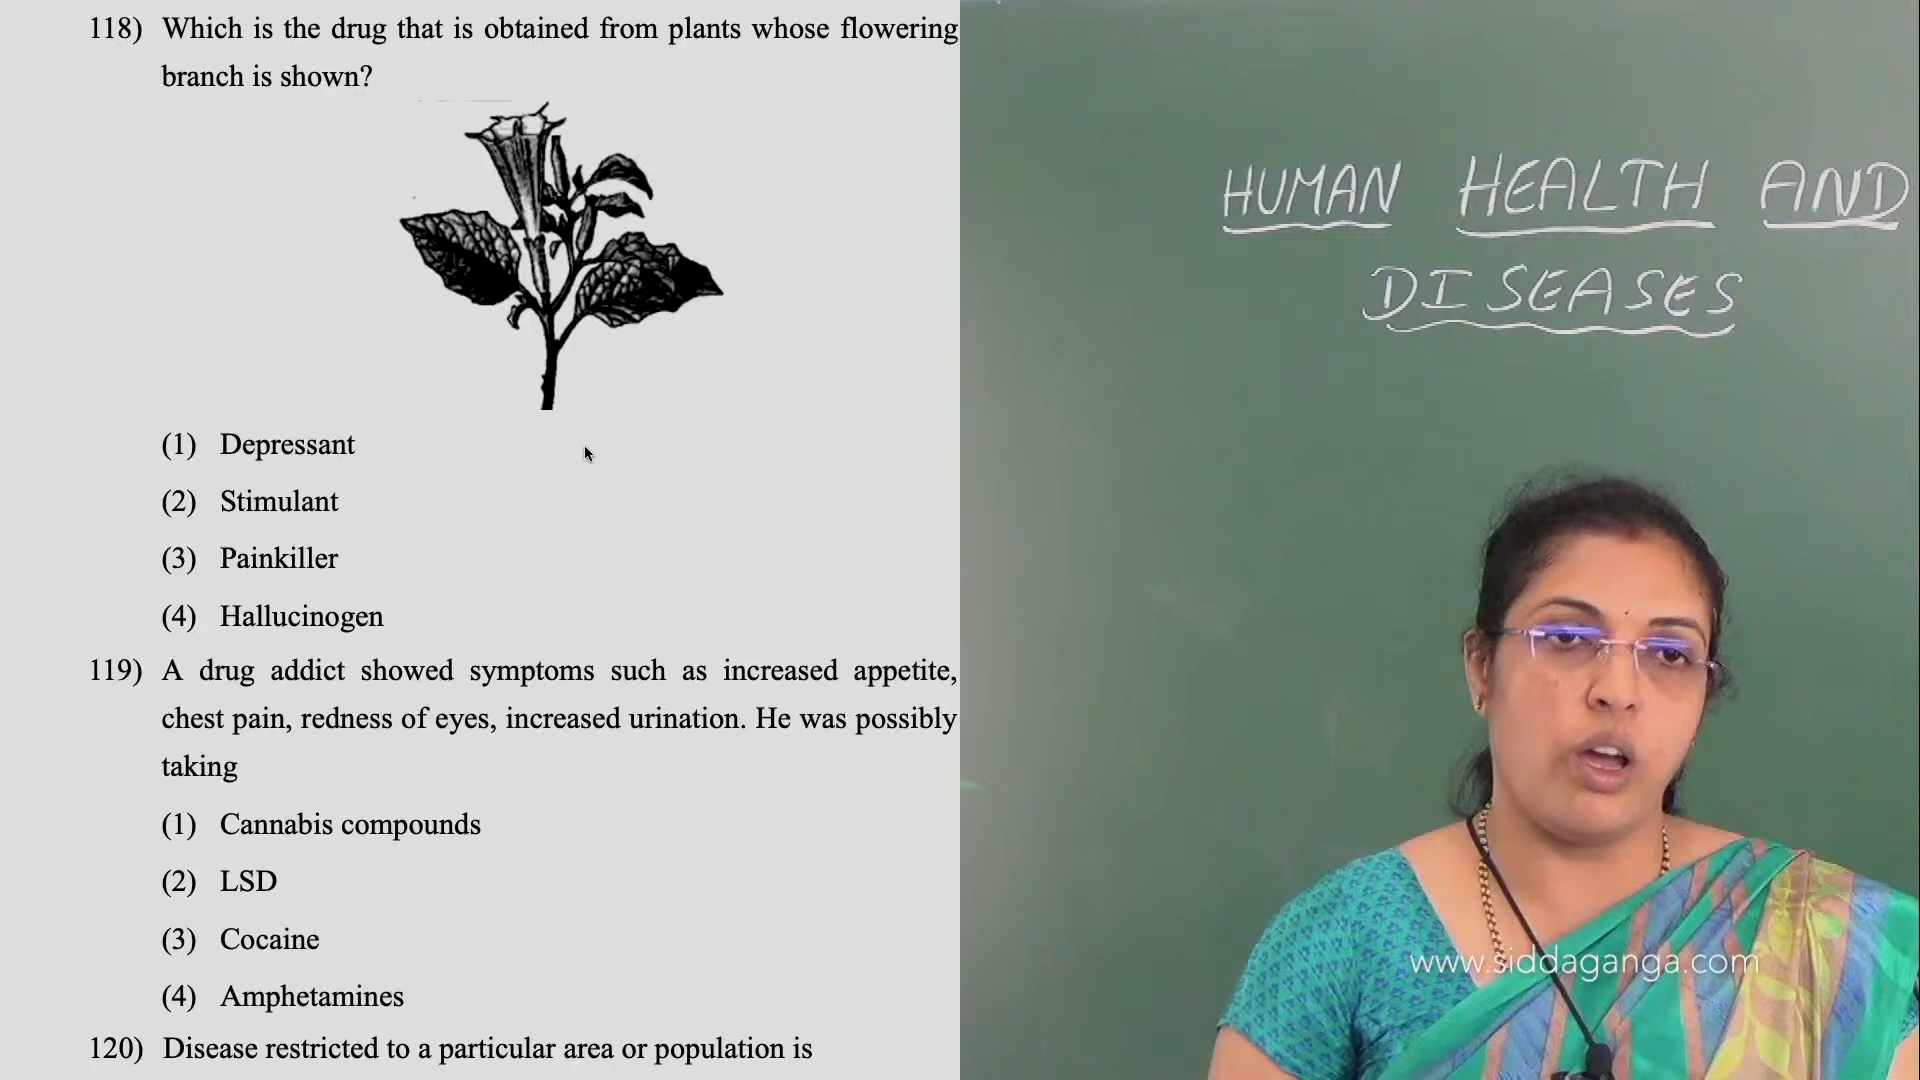 118) Which is the drug that is obtained from plants whose flowering
branch is shown?
(1) Depressant
(2) Stimulant
(3) Painkiller
(4) Hallucinogen
119) A drug addict showed symptoms such as increased appetite,
chest pain, redness of eyes, increased urination. He was possibly
taking
(1) Cannabis compounds
(2) LSD
(3) Cocaine
(4) Amphetamines
120) Disease restricted to a particular area or population is
HUMAN HEALTH AND
DISEASES
www.siddaganga.com